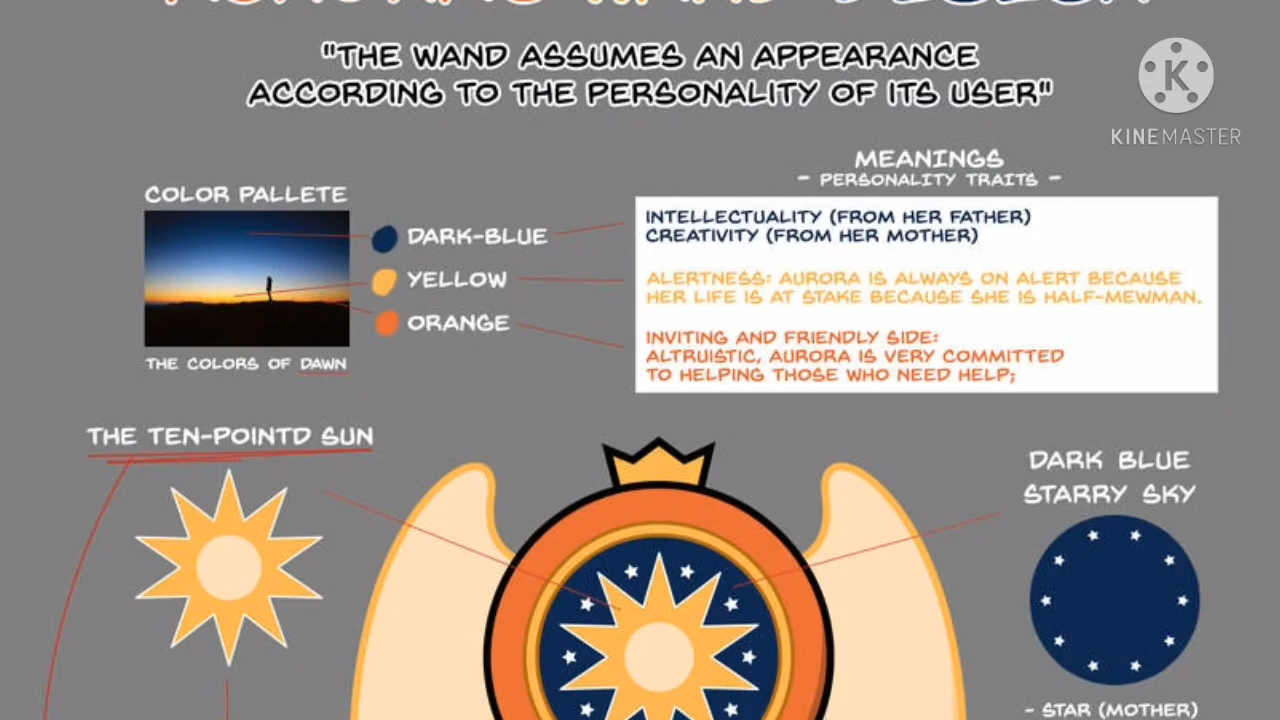 "THE WAND ASSUMES AN APPEARANCE
ACCORDING TO THE PERSONALITY OF ITS USER"
K
KINEMASTER
MEANINGS
- PERSONALITY TRAITS -
COLOR PALLETE
DARK-BLUE
YELLOW
ORANGE
THE COLORS OF DAWN
INTELLECTUALITY (FROM HER FATHER)
CREATIVITY (FROM HER MOTHER)
ALERTNESS: AURORA IS ALWAYS ON ALERT BECAUSE
HER LIFE IS AT STAKE BECAUSE SHE IS HALF-MEWMAN.
INVITING AND FRIENDLY SIDE:
ALTRUISTIC, AURORA IS VERY COMMITTED
TO HELPING THOSE WHO NEED HELP;
THE TEN-POINTD SUN
DARK BLUE
STARRY SKY
- STAR (MOTHER)